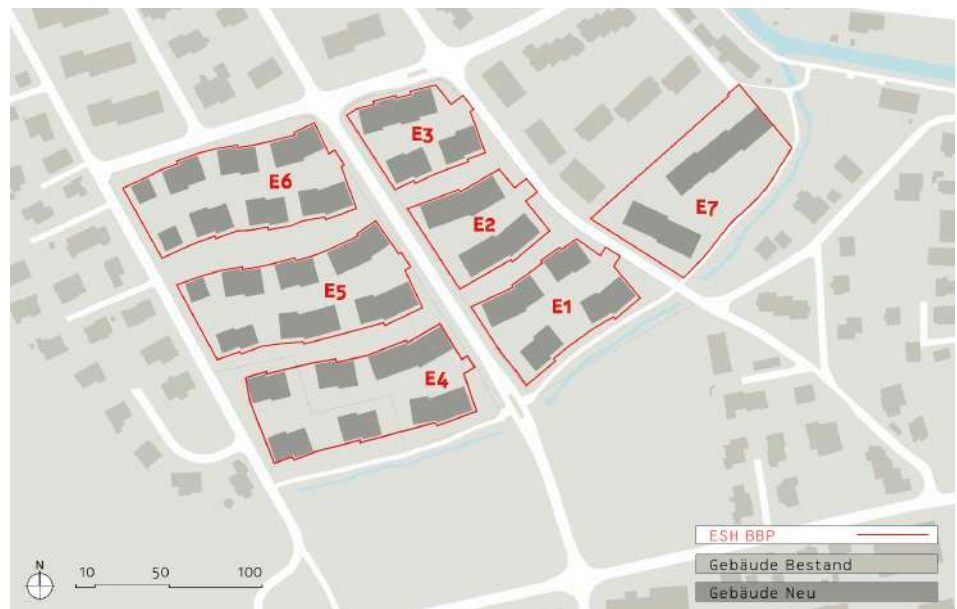 E3
E6
E2
E7
E5
E1
E4
ESH BBP
Gebäude Bestand
Gebäude Neu
N
10 50 100